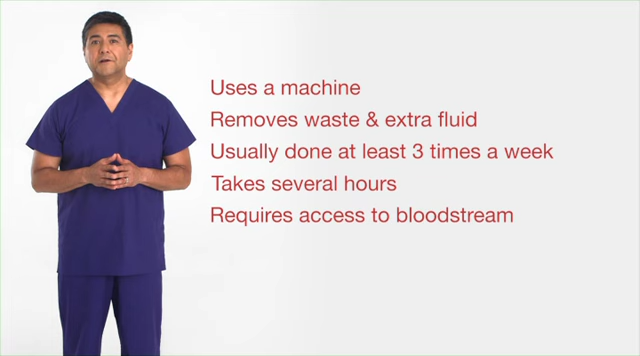 Uses a machine
Removes waste & extra fluid
Usually done at least 3 times a week
Takes several hours
Requires access to bloodstream